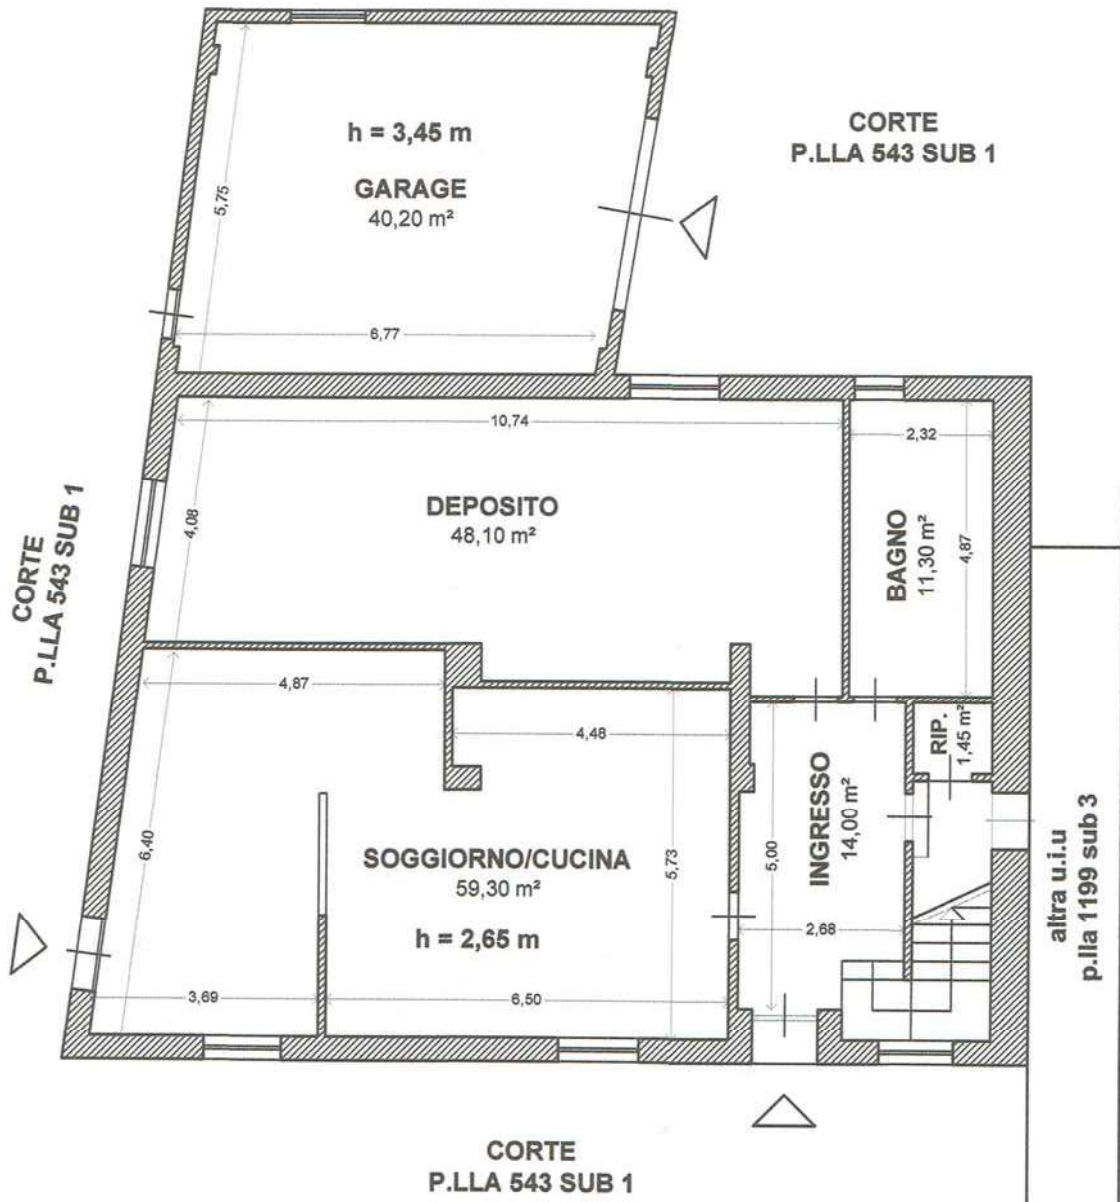 h = 3,45 m
GARAGE
40,20 m²
5,75
6,77
CORTE
P.LLA 543 SUB 1
10,74
2,32
4,08
DEPOSITO
48,10 m²
BAGNO
11,30 m²
4,87
CORTE
P.LLA 543 SUB 1
4,87
4,48
RIP.
1,45 m²
6,40
SOGGIORNO/CUCINA
59,30 m²
h = 2,65 m
5,73
5,00
INGRESSO
14,00 m²
2,68
3,69
6,50
altra u.i.u
p.lla 1199 sub 3
CORTE
P.LLA 543 SUB 1